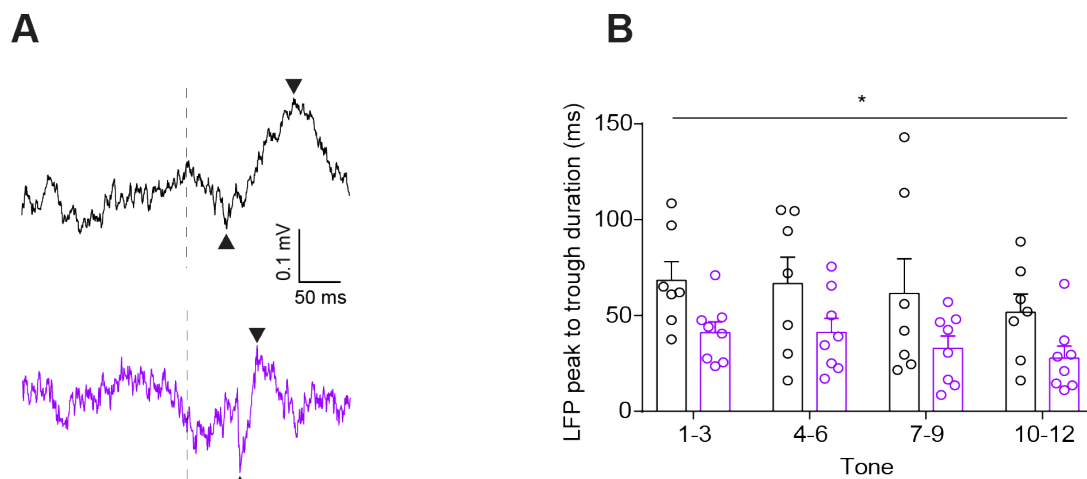 A
0.1 mV
50 ms
B
*
LFP peak to trough duration (ms)
150
100
50
0
1-3
4-6
7-9
10-12
Tone